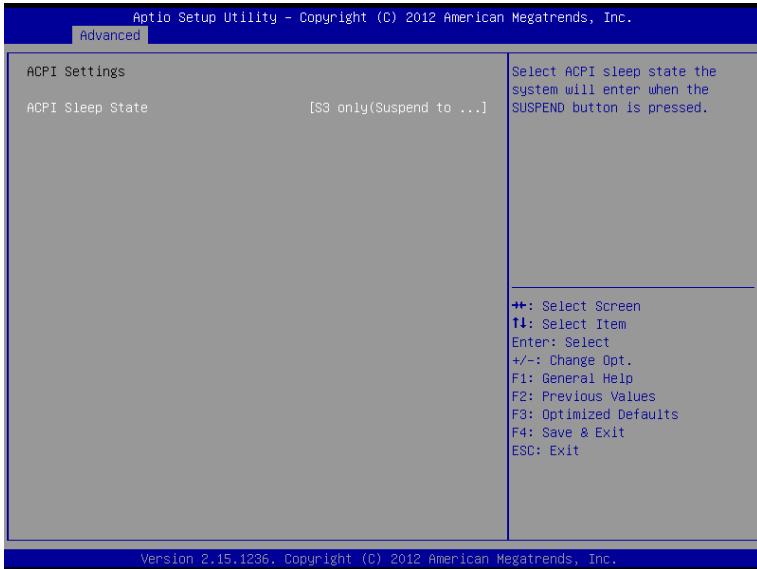 Aptio Setup Utility – Copyright (C) 2012 American Megatrends, Inc.
Advanced
ACPI Settings
ACPI Sleep State [S3 only(Suspend to ...]
Select ACPI sleep state the
system will enter when the
SUSPEND button is pressed.
→←: Select Screen
↑↓: Select Item
Enter: Select
+/-: Change Opt.
F1: General Help
F2: Previous Values
F3: Optimized Defaults
F4: Save & Exit
ESC: Exit
Version 2.15.1236. Copyright (C) 2012 American Megatrends, Inc.